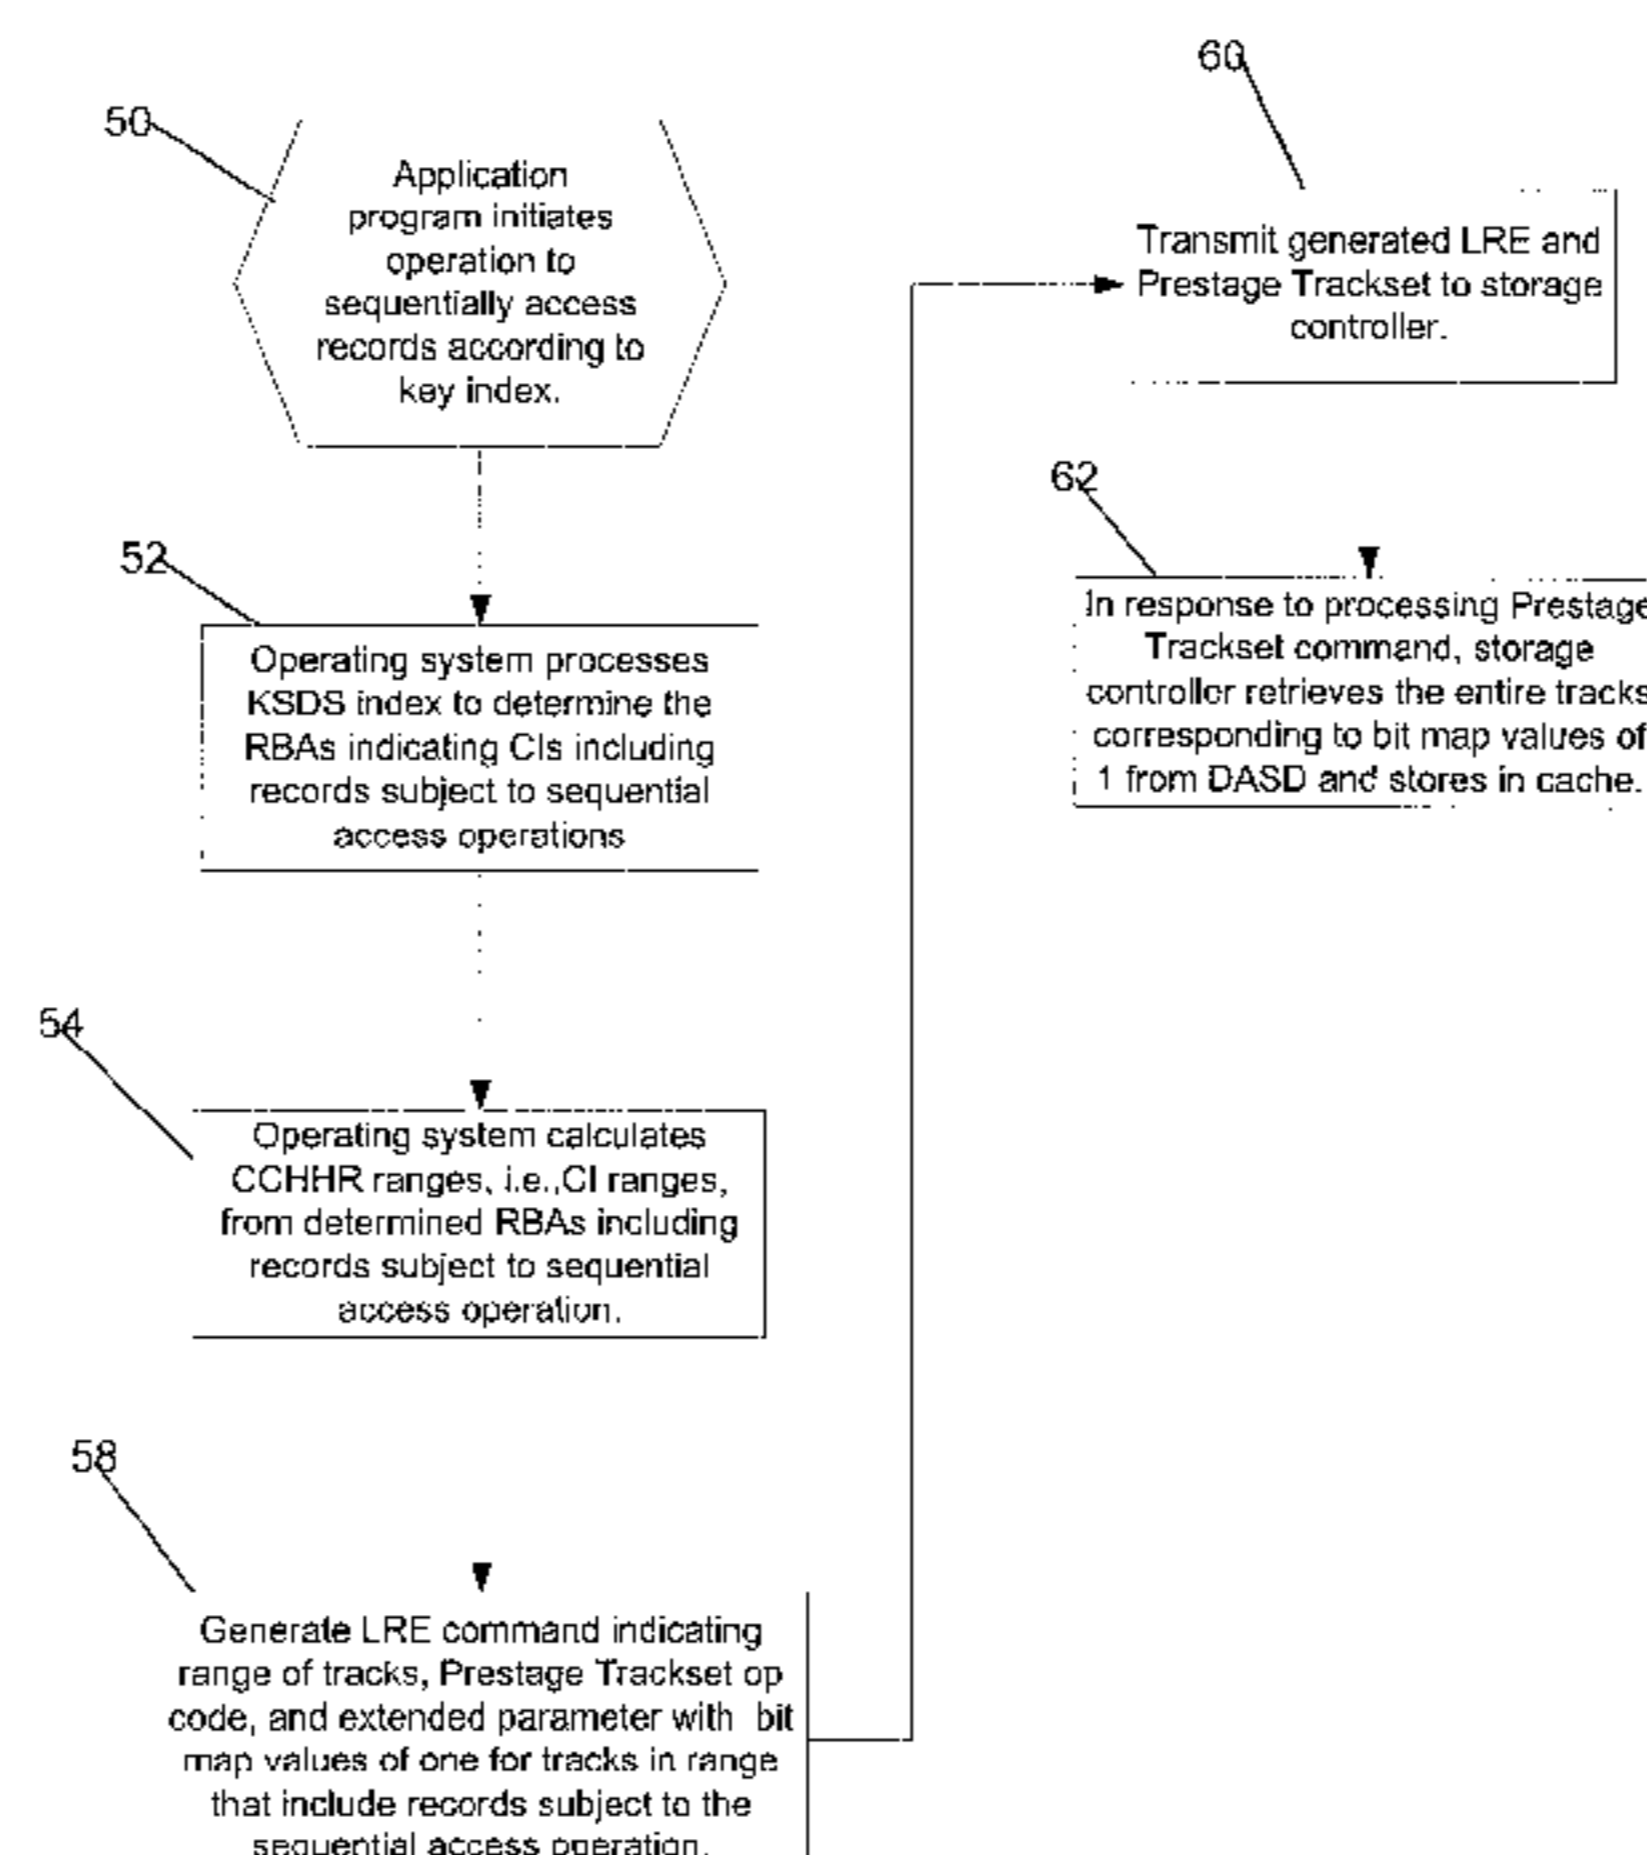 50
Application
program initiates
operation to
sequentially access
records according to
key index.
52
Operating system processes
KSDS index to determine the
RBAs indicating CIs including
records subject to sequential
access operations
54
Operating system calculates
CCHHR ranges, i.e.,CI ranges,
from determined RBAs including
records subject to sequential
access operation.
58
Generate LRE command indicating
range of tracks, Prestage Trackset op
code, and extended parameter with bit
map values of one for tracks in range
that include records subject to the
sequential access operation.
60
Transmit generated LRE and
Prestage Trackset to storage
controller.
62
In response to processing Prestage
Trackset command, storage
controller retrieves the entire tracks
corresponding to bit map values of
1 from DASD and stores in cache.